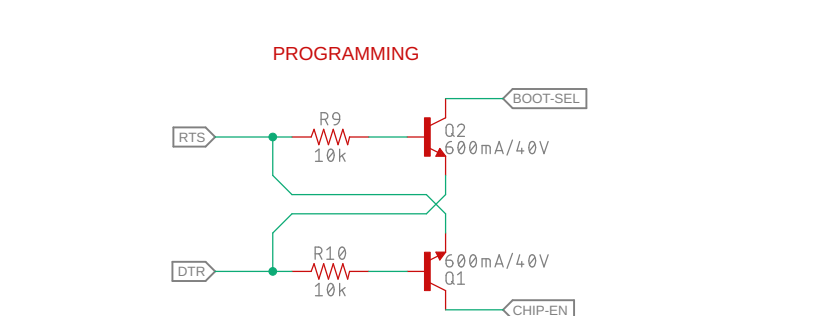 PROGRAMMING
R9
RTS
10k
BOOT-SEL
Q2
600mA/40V
R10
DTR
10k
600mA/40V
Q1
CHIP-EN